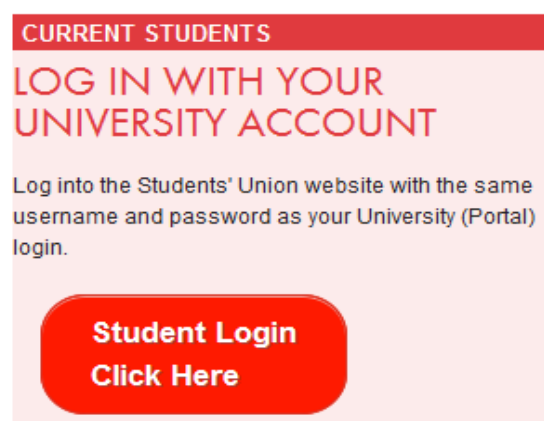 CURRENT STUDENTS
LOG IN WITH YOUR
UNIVERSITY ACCOUNT
Log into the Students' Union website with the same
username and password as your University (Portal)
login.
Student Login
Click Here